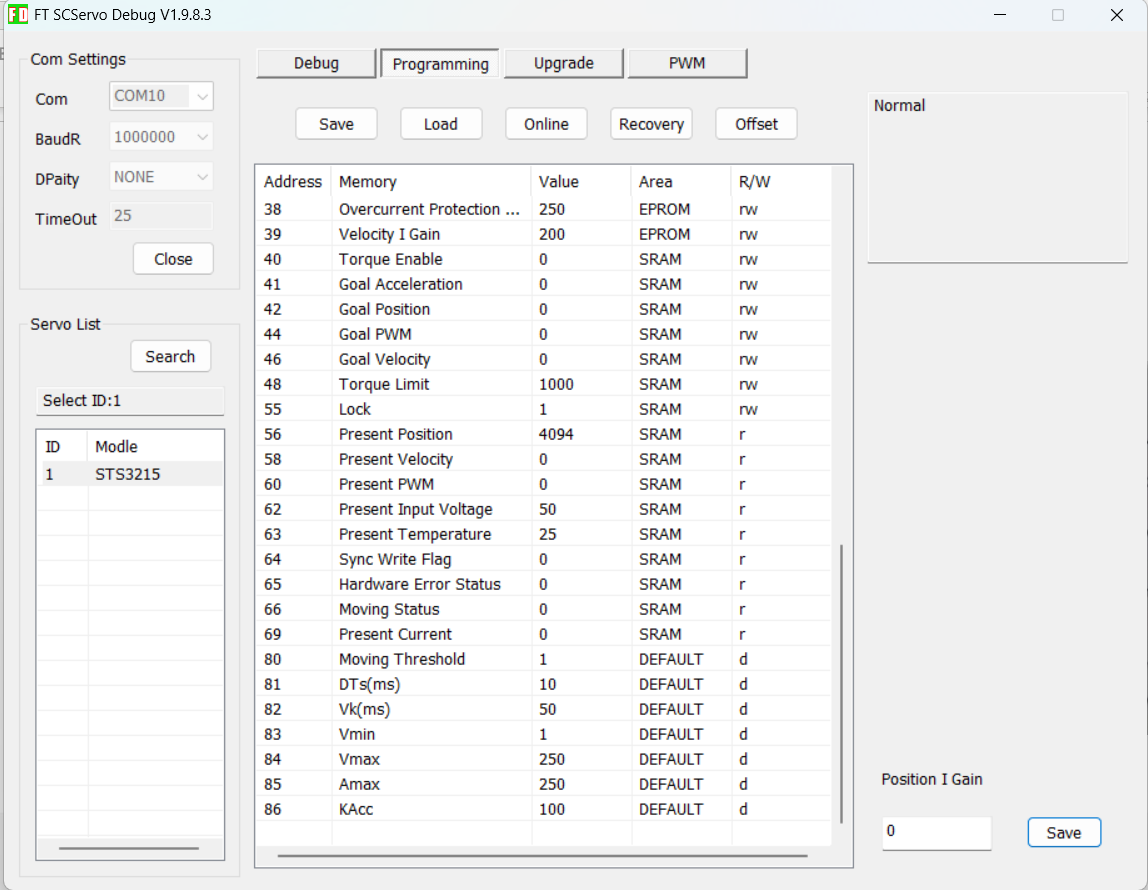 FT SCServo Debug V1.9.8.3
Com Settings
Com COM10
BaudR 1000000
DPaity NONE
TimeOut 25
Close
Servo List
Search
Select ID:1
ID Modle
1 STS3215
Debug Programming Upgrade PWM
Save Load Online Recovery Offset
Address Memory Value Area R/W
38 Overcurrent Protection ... 250 EPROM rw
39 Velocity I Gain 200 EPROM rw
40 Torque Enable 0 SRAM rw
41 Goal Acceleration 0 SRAM rw
42 Goal Position 0 SRAM rw
44 Goal PWM 0 SRAM rw
46 Goal Velocity 0 SRAM rw
48 Torque Limit 1000 SRAM rw
55 Lock 1 SRAM rw
56 Present Position 4094 SRAM r
58 Present Velocity 0 SRAM r
60 Present PWM 0 SRAM r
62 Present Input Voltage 50 SRAM r
63 Present Temperature 25 SRAM r
64 Sync Write Flag 0 SRAM r
65 Hardware Error Status 0 SRAM r
66 Moving Status 0 SRAM r
69 Present Current 0 SRAM r
80 Moving Threshold 1 DEFAULT d
81 DTs(ms) 10 DEFAULT d
82 Vk(ms) 50 DEFAULT d
83 Vmin 1 DEFAULT d
84 Vmax 250 DEFAULT d
85 Amax 250 DEFAULT d
86 KAcc 100 DEFAULT d
Normal
Position I Gain
0 Save